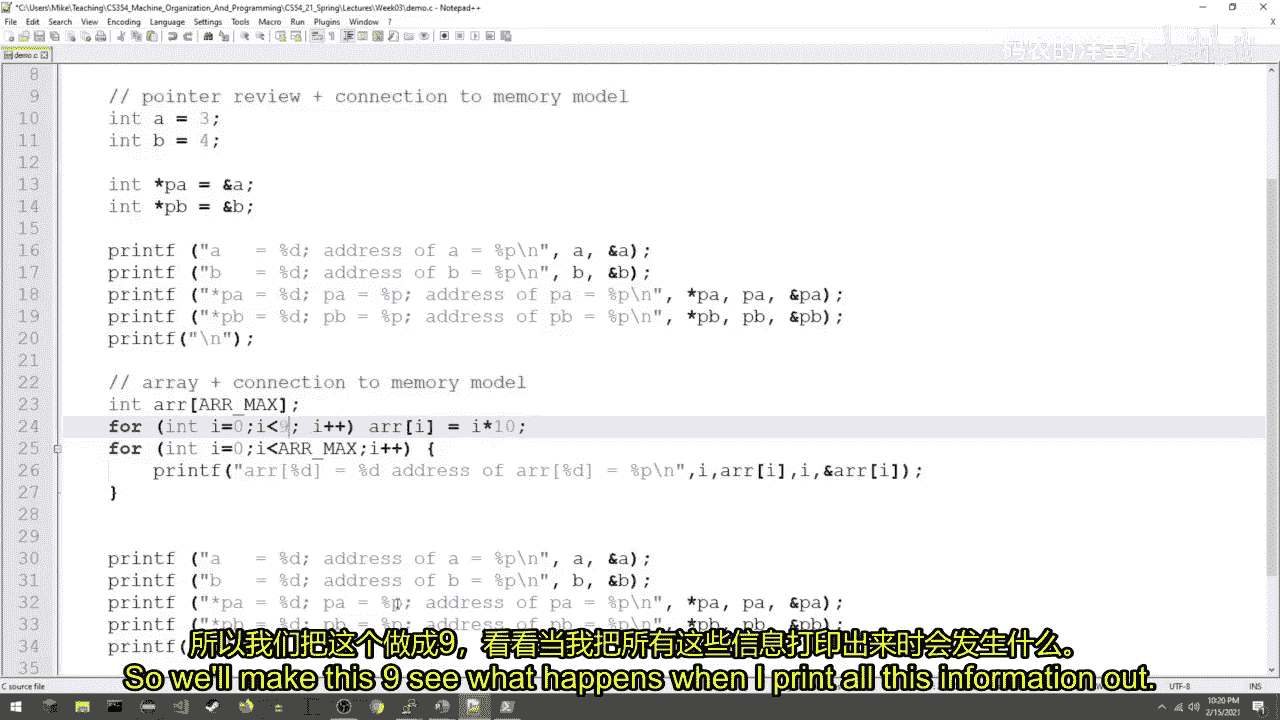 *C:\Users\Mike\Teaching\CS354_Machine_Organization_And_Programming\CS54_21_Spring\Lectures\Week03\demo.c - Notepad++
File Edit Search View Encoding Language Settings Tools Macro Run Plugins Window ?
demo.c
8
9 // pointer review + connection to memory model
10 int a = 3;
11 int b = 4;
12
13 int *pa = &a;
14 int *pb = &b;
15
16 printf ("a   = %d; address of a = %p\n", a, &a);
17 printf ("b   = %d; address of b = %p\n", b, &b);
18 printf ("*pa = %d; pa = %p; address of pa = %p\n", *pa, pa, &pa);
19 printf ("*pb = %d; pb = %p; address of pb = %p\n", *pb, pb, &pb);
20 printf("\n");
21
22 // array + connection to memory model
23 int arr[ARR_MAX];
24 for (int i=0;i<9; i++) arr[i] = i*10;
25 for (int i=0;i<ARR_MAX;i++) {
26 printf("arr[%d] = %d address of arr[%d] = %p\n",i,arr[i],i,&arr[i]);
27 }
28
29
30 printf ("a   = %d; address of a = %p\n", a, &a);
31 printf ("b   = %d; address of b = %p\n", b, &b);
32 printf ("*pa = %d; pa = %p; address of pa = %p\n", *pa, pa, &pa);
所以我们把这个做成9，看看当我把所有这些信息打印出来时会发生什么。
So we'll make this 9 see what happens when I print all this information out.
C source file
UTF-8
INS
10:20 PM
2/15/2021